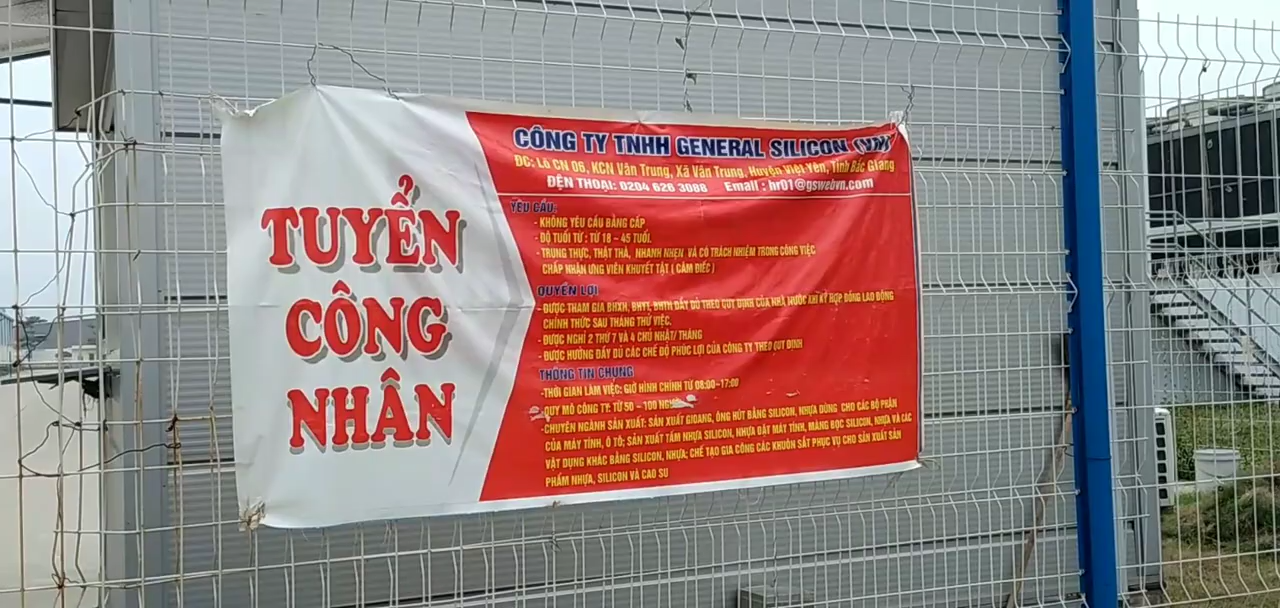 TUYỂN
CÔNG
NHÂN
CÔNG TY TNHH GENERAL SILICON (VN)
ĐC: Lô CN 06, KCN Vân Trung, Xã Vân Trung, Huyện Việt Yên, Tỉnh Bắc Giang
ĐỆN THOẠI: 0204 626 3088 Email : hr01@gswebvn.com
YÊU CẦU:
- KHÔNG YÊU CẦU BẰNG CẤP
- ĐỘ TUỔI TỪ : TỪ 18 – 45 TUỔI.
- TRUNG THỰC, THẬT THÀ, NHANH NHẸN VÀ CÓ TRÁCH NHIỆM TRONG CÔNG VIỆC
CHẤP NHẬN ỨNG VIÊN KHUYẾT TẬT ( CÂM ĐIẾC )
QUYỀN LỢI
- ĐƯỢC THAM GIA BHXH, BHYT, BHTN ĐẦY ĐỦ THEO QUY ĐỊNH CỦA NHÀ NƯỚC KHI KÝ HỢP ĐỒNG LAO ĐỘNG
CHÍNH THỨC SAU THÁNG THỬ VIỆC.
- ĐƯỢC NGHỈ 2 THỨ 7 VÀ 4 CHỦ NHẬT/ THÁNG
- ĐƯỢC HƯỞNG ĐẦY ĐỦ CÁC CHẾ ĐỘ PHÚC LỢI CỦA CÔNG TY THEO QUY ĐỊNH
THÔNG TIN CHUNG
-THỜI GIAN LÀM VIỆC: GIỜ HÌNH CHÍNH TỪ 08:00–17:00
-QUY MÔ CÔNG TY: TỪ 50 – 100
-CHUYÊN NGÀNH SẢN XUẤT: SẢN XUẤT GIOANG, ỐNG HÚT BẰNG SILICON, NHỰA DÙNG CHO CÁC BỘ PHẬN
CỦA MÁY TÍNH, Ô TÔ; SẢN XUẤT TẤM NHỰA SILICON, NHỰA ĐẶT MÁY TÍNH, MÀNG BỌC SILICON, NHỰA VÀ CÁC
VẬT DỤNG KHÁC BẰNG SILICON, NHỰA; CHẾ TẠO GIA CÔNG CÁC KHUÔN SẮT PHỤC VỤ CHO SẢN XUẤT SẢN
PHẨM NHỰA, SILICON VÀ CAO SU